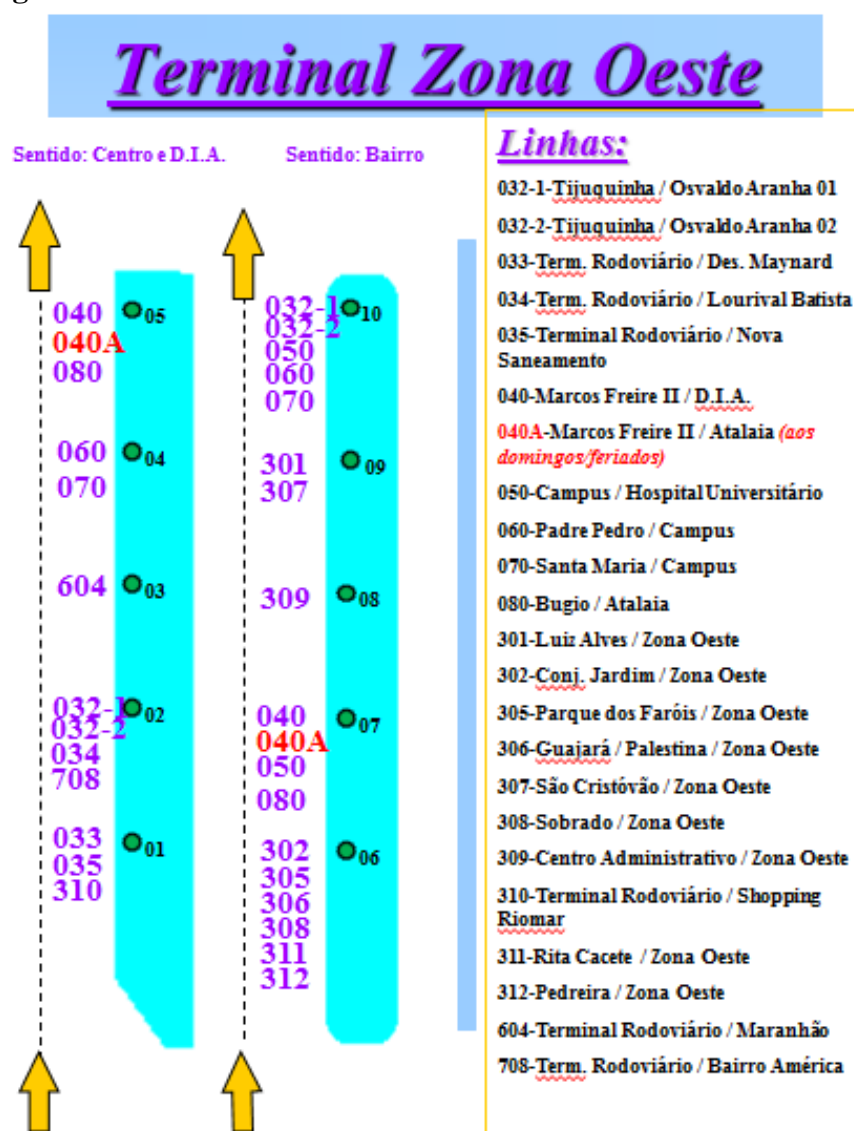 Terminal Zona Oeste
Sentido: Centro e D.I.A.
Sentido: Bairro
040
040A
080
05
060
070
04
604
03
032-1
032-2
034
708
02
033
035
310
01
032-1
032-2
050
060
070
10
301
307
09
309
08
040
040A
050
080
07
302
305
306
308
311
312
06
Linhas:
032-1-Tijuquinha / Osvaldo Aranha 01
032-2-Tijuquinha / Osvaldo Aranha 02
033-Term. Rodoviário / Des. Maynard
034-Term. Rodoviário / Lourival Batista
035-Terminal Rodoviário / Nova
Saneamento
040-Marcos Freire II / D.I.A.
040A-Marcos Freire II / Atalaia (aos
domingos/feriados)
050-Campus / Hospital Universitário
060-Padre Pedro / Campus
070-Santa Maria / Campus
080-Bugio / Atalaia
301-Luiz Alves / Zona Oeste
302-Conj. Jardim / Zona Oeste
305-Parque dos Faróis / Zona Oeste
306-Guajará / Palestina / Zona Oeste
307-São Cristóvão / Zona Oeste
308-Sobrado / Zona Oeste
309-Centro Administrativo / Zona Oeste
310-Terminal Rodoviário / Shopping
Riomar
311-Rita Cacete / Zona Oeste
312-Pedreira / Zona Oeste
604-Terminal Rodoviário / Maranhão
708-Term. Rodoviário / Bairro América